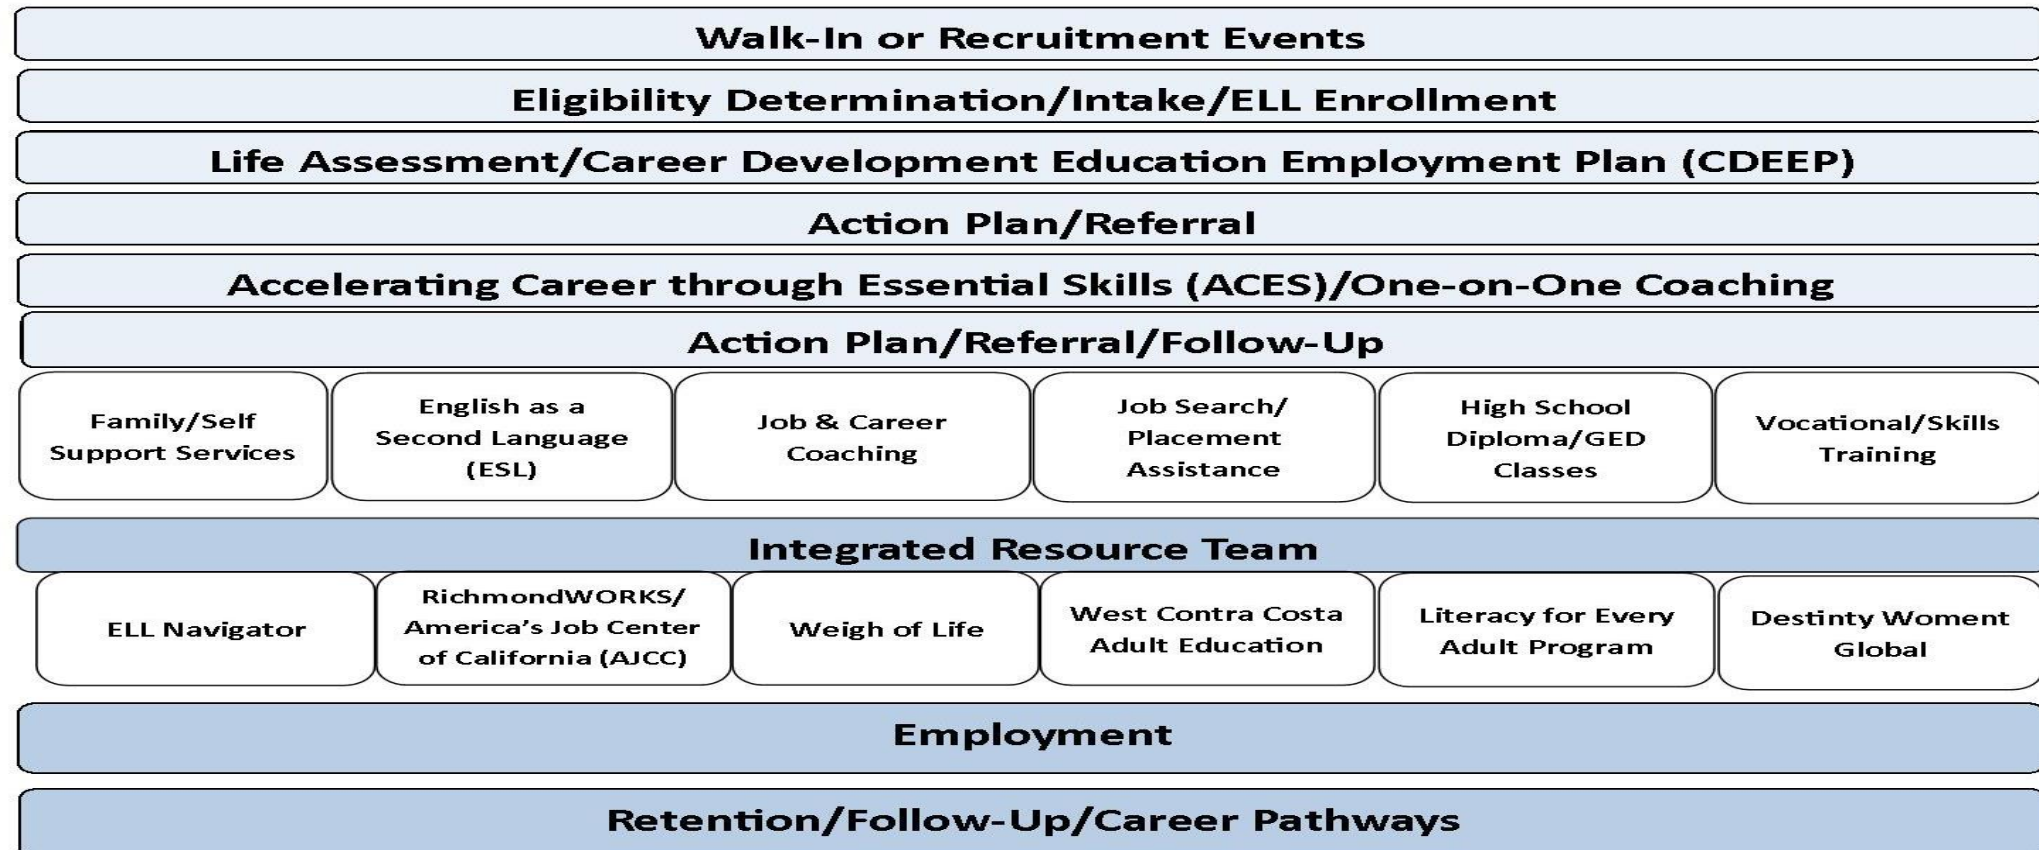 Walk-In or Recruitment Events
Eligibility Determination/Intake/ELL Enrollment
Life Assessment/Career Development Education Employment Plan (CDEEP)
Action Plan/Referral
Accelerating Career through Essential Skills (ACES)/One-on-One Coaching
Action Plan/Referral/Follow-Up
Family/Self
Support Services
English as a
Second Language
(ESL)
Job & Career
Coaching
Job Search/
Placement
Assistance
High School
Diploma/GED
Classes
Vocational/Skills
Training
Integrated Resource Team
ELL Navigator
RichmondWORKS/
America's Job Center
of California (AJCC)
Weigh of Life
West Contra Costa
Adult Education
Literacy for Every
Adult Program
Destinty Woment
Global
Employment
Retention/Follow-Up/Career Pathways